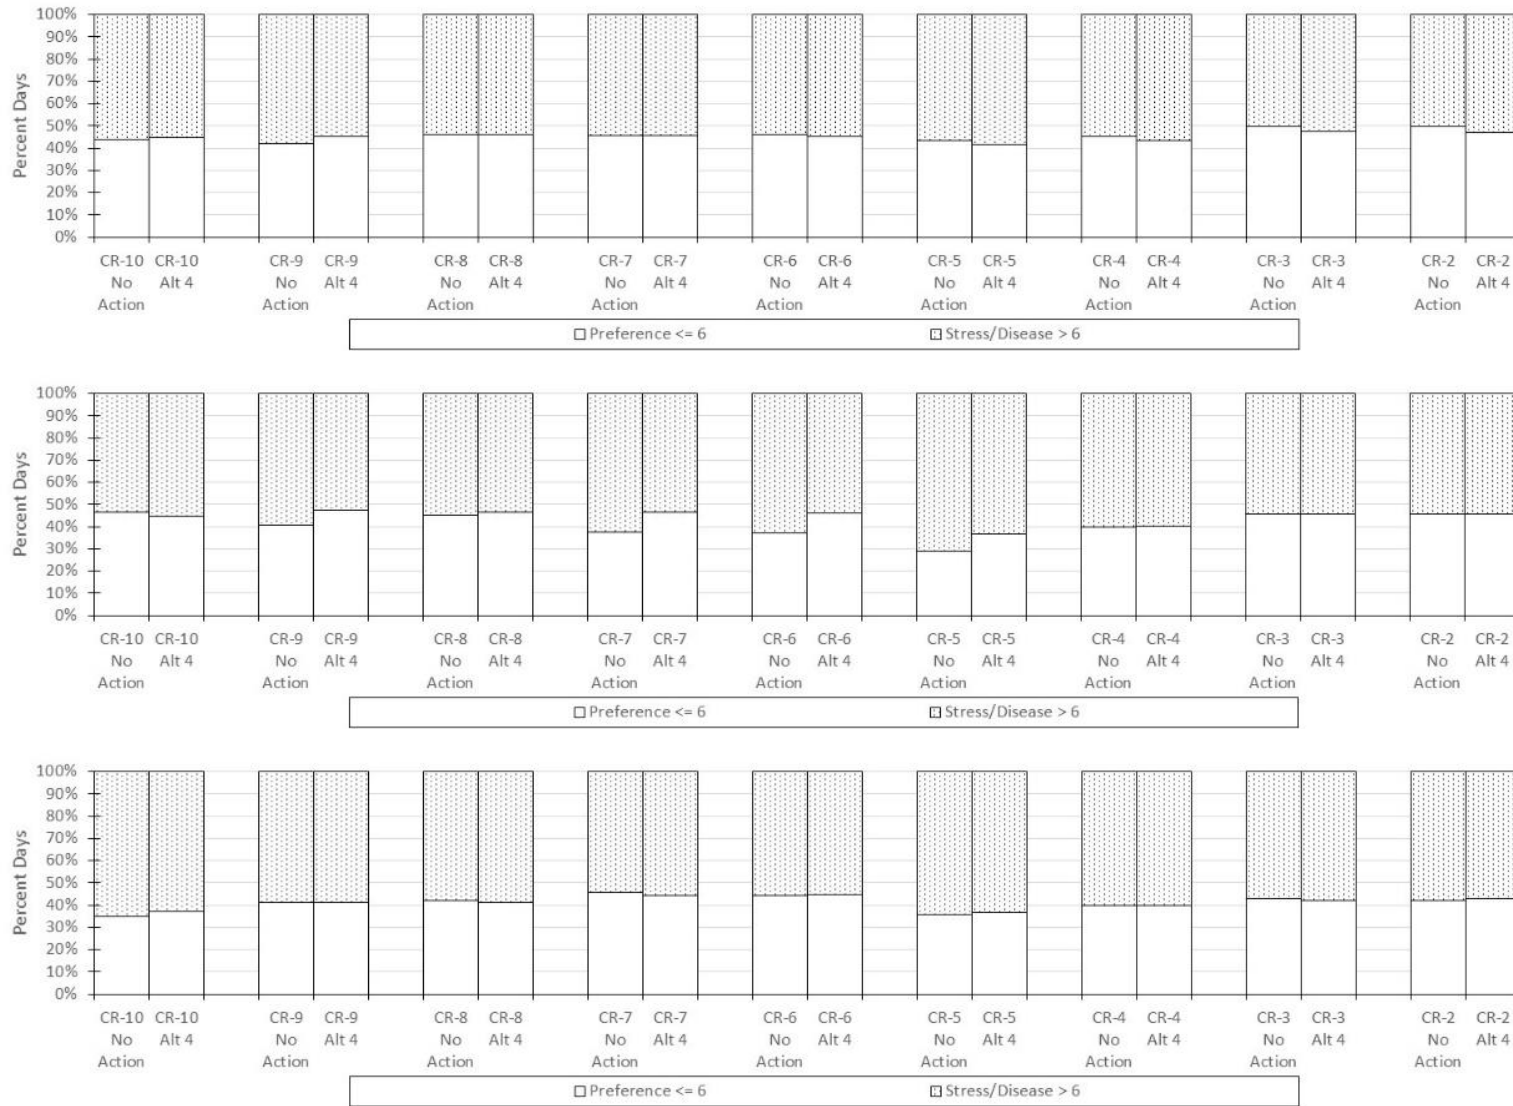 100%
90%
80%
70%
60%
50%
40%
30%
20%
10%
0%
Percent Days
CR-10 CR-10 CR-9 CR-9 CR-8 CR-8 CR-7 CR-7 CR-6 CR-6 CR-5 CR-5 CR-4 CR-4 CR-3 CR-3 CR-2 CR-2
No Alt 4 No Alt 4 No Alt 4 No Alt 4 No Alt 4 No Alt 4 No Alt 4 No Alt 4 No Alt 4
Action Action Action Action Action Action Action Action Action
Preference <= 6 Stress/Disease > 6
100%
90%
80%
70%
60%
50%
40%
30%
20%
10%
0%
Percent Days
CR-10 CR-10 CR-9 CR-9 CR-8 CR-8 CR-7 CR-7 CR-6 CR-6 CR-5 CR-5 CR-4 CR-4 CR-3 CR-3 CR-2 CR-2
No Alt 4 No Alt 4 No Alt 4 No Alt 4 No Alt 4 No Alt 4 No Alt 4 No Alt 4 No Alt 4
Action Action Action Action Action Action Action Action Action
Preference <= 6 Stress/Disease > 6
100%
90%
80%
70%
60%
50%
40%
30%
20%
10%
0%
Percent Days
CR-10 CR-10 CR-9 CR-9 CR-8 CR-8 CR-7 CR-7 CR-6 CR-6 CR-5 CR-5 CR-4 CR-4 CR-3 CR-3 CR-2 CR-2
No Alt 4 No Alt 4 No Alt 4 No Alt 4 No Alt 4 No Alt 4 No Alt 4 No Alt 4 No Alt 4
Action Action Action Action Action Action Action Action Action
Preference <= 6 Stress/Disease > 6